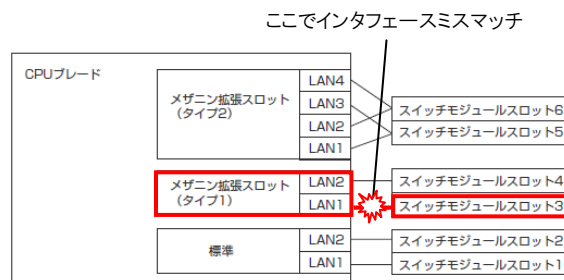 ここでインタフェースミスマッチ
CPUブレード
メザニン拡張スロット
（タイプ2）
LAN4
LAN3
LAN2
LAN1
スイッチモジュールスロット6
スイッチモジュールスロット5
メザニン拡張スロット
（タイプ1）
LAN2
LAN1
スイッチモジュールスロット4
スイッチモジュールスロット3
標準
LAN2
LAN1
スイッチモジュールスロット2
スイッチモジュールスロット1